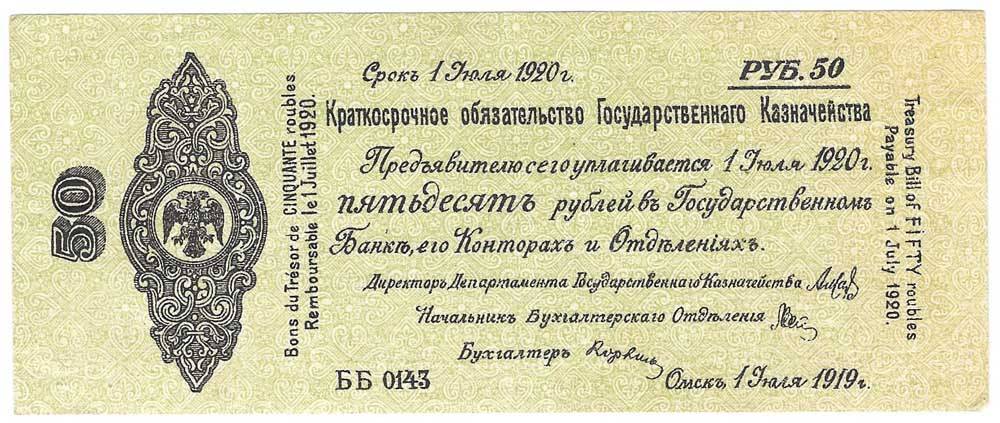 50
Bons du Trésor de CINQUANTE roubles
Remboursable le 1 Juillet 1920.
Срокъ 1 Іюля 1920 г.
РУБ. 50
Краткосрочное обязательство Государственнаго Казначейства
Предъявителю сего уплачивается 1 Іюля 1920 г.
пятьдесятъ рублей въ Государственномъ
Банкѣ, его Конторахъ и Отдѣленіяхъ.
Директоръ Департамента Государственнаго Казначейства
Начальникъ Бухгалтерскаго Отдѣленія
Бухгалтеръ
ББ 0143
Омскъ, 1 Іюля 1919 г.
Treasury Bill of FIFTY roubles
Payable on 1 July 1920.